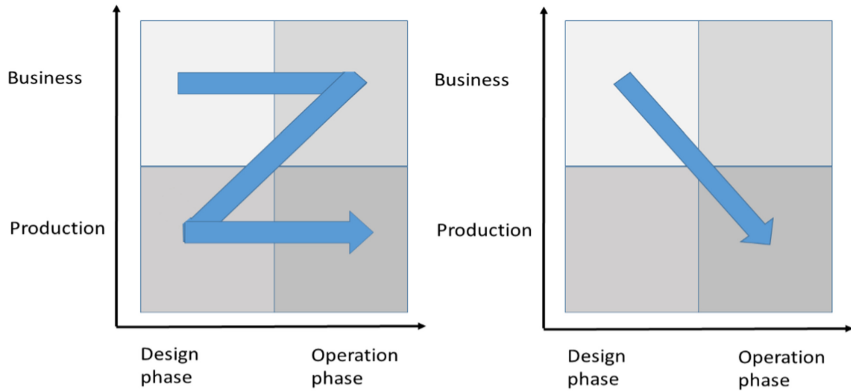 Business
Production
Design
phase
Operation
phase
Business
Production
Design
phase
Operation
phase